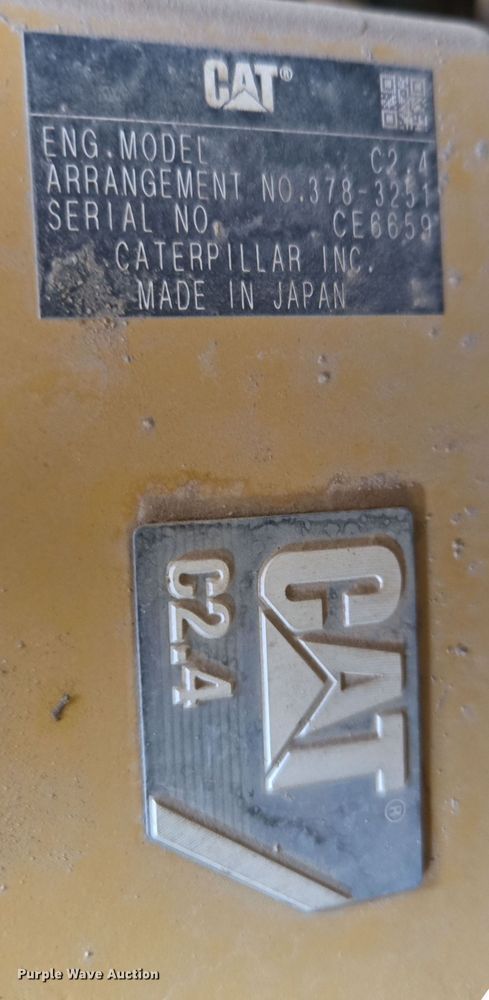 CAT®
ENG.MODEL C2.4
ARRANGEMENT NO.378-3251
SERIAL NO. CE6659
CATERPILLAR INC.
MADE IN JAPAN
CAT®
C2.4
Purple Wave Auction